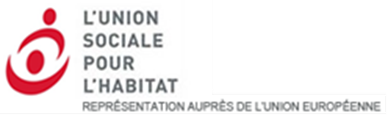 L'UNION
SOCIALE
POUR
L'HABITAT
REPRÉSENTATION AUPRÈS DE L'UNION EUROPÉENNE